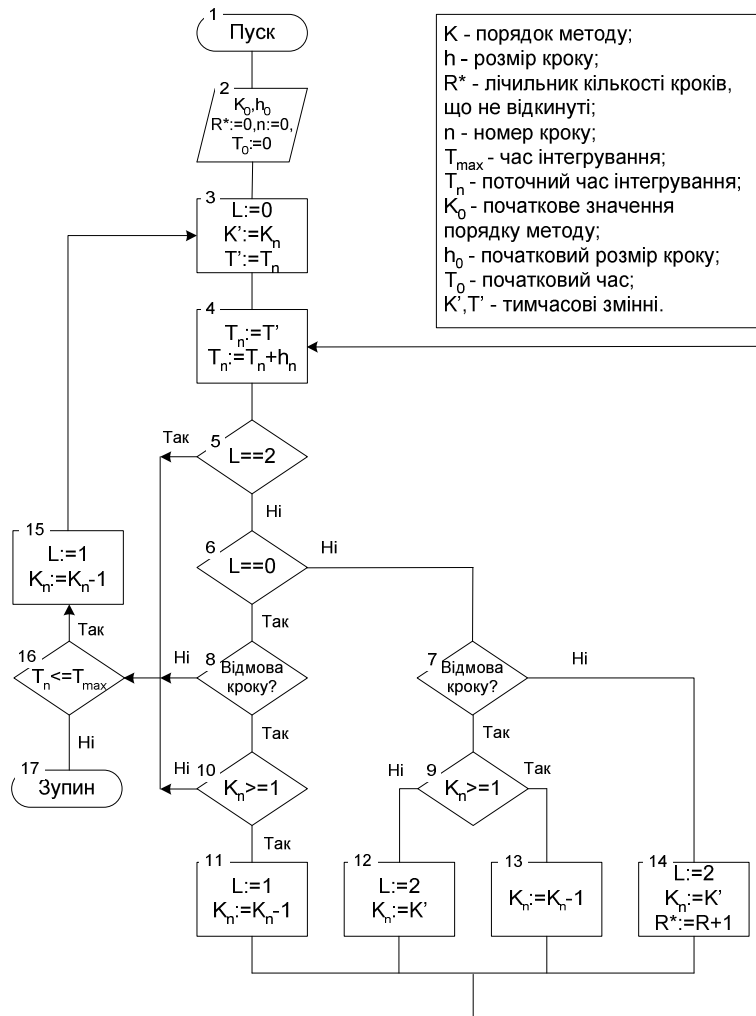 1
Пуск
2
K0,h0
R*:=0,n:=0,
T0:=0
3
L:=0
K’:=Kn
T’:=Tn
4
Tn:=T’
Tn:=Tn+hn
5
L==2
Так
Ні
6
L==0
Ні
Так
7
Відмова
кроку?
Ні
Так
8
Відмова
кроку?
Ні
Так
9
Kn>=1
Ні
Так
10
Kn>=1
Ні
Так
11
L:=1
Kn:=Kn-1
12
L:=2
Kn:=K’
13
Kn:=Kn-1
14
L:=2
Kn:=K’
R*:=R+1
15
L:=1
Kn:=Kn-1
Так
16
Tn<=Tmax
Ні
17
Зупин
K - порядок методу;
h - розмір кроку;
R* - лічильник кількості кроків,
що не відкинуті;
n - номер кроку;
Tmax - час інтегрування;
Tn - поточний час інтегрування;
K0 - початкове значення
порядку методу;
h0 - початковий розмір кроку;
T0 - початковий час;
K’,T’ - тимчасові змінні.